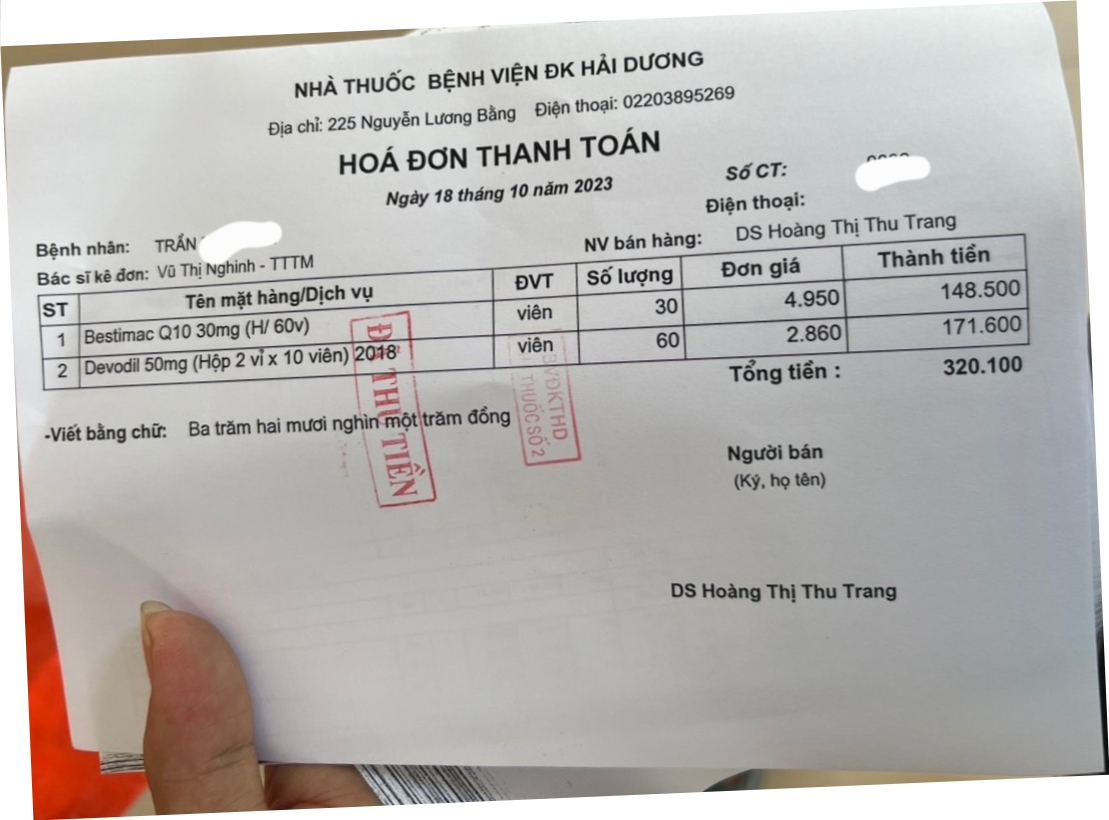 NHÀ THUỐC BỆNH VIỆN ĐK HẢI DƯƠNG
Địa chỉ: 225 Nguyễn Lương Bằng Điện thoại: 02203895269
HOÁ ĐƠN THANH TOÁN
Ngày 18 tháng 10 năm 2023
Số CT:
Điện thoại:
Bệnh nhân: TRẦN
Bác sĩ kê đơn: Vũ Thị Nghinh - TTTM
NV bán hàng: DS Hoàng Thị Thu Trang
ST Tên mặt hàng/Dịch vụ ĐVT Số lượng Đơn giá Thành tiền
1 Bestimac Q10 30mg (H/ 60v) viên 30 4.950 148.500
2 Devodil 50mg (Hộp 2 vỉ x 10 viên) 2018 viên 60 2.860 171.600
Tổng tiền : 320.100
-Viết bằng chữ: Ba trăm hai mươi nghìn một trăm đồng
ĐÃ THU TIỀN
BVĐKTHD
THUỐC SỐ 2
Người bán
(Ký, họ tên)
DS Hoàng Thị Thu Trang